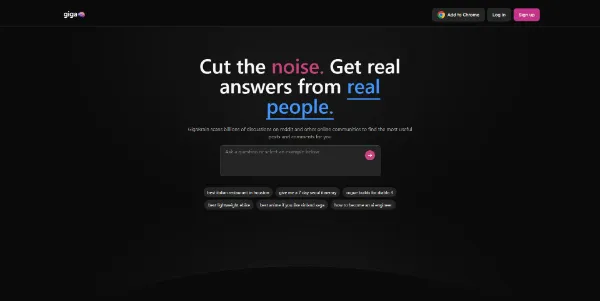 giga
Add to Chrome
Log in
Sign up
Cut the noise. Get real
answers from real
people.
GigaBrain scans billions of discussions on reddit and other online communities to find the most useful
posts and comments for you
Ask a question or select an example below
best italian restaurant in houston
give me a 7 day seoul itinerary
rogue builds for diablo 4
best lightweight ebike
best anime if you like vinland saga
how to become an ai engineer